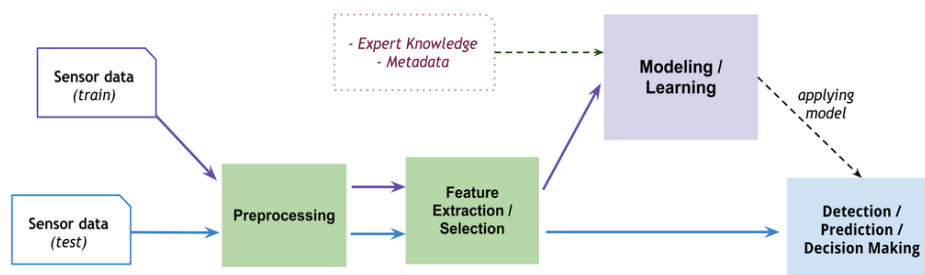 - Expert Knowledge
- Metadata
Modeling /
Learning
Sensor data
(train)
applying
model
Preprocessing
Feature
Extraction /
Selection
Sensor data
(test)
Detection /
Prediction /
Decision Making